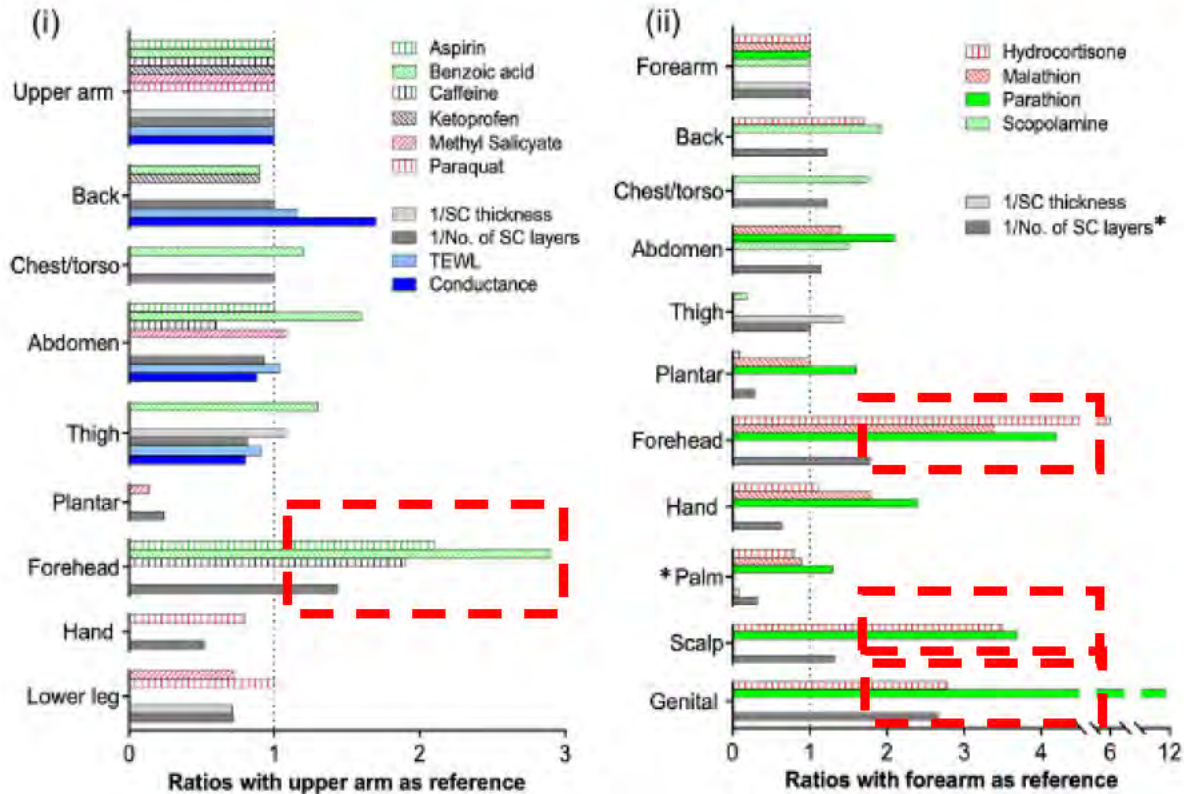 (i)
Aspirin
Benzoic acid
Caffeine
Ketoprofen
Methyl Salicyate
Paraquat
1/SC thickness
1/No. of SC layers
TEWL
Conductance
Upper arm
Back
Chest/torso
Abdomen
Thigh
Plantar
Forehead
Hand
Lower leg
0 1 2 3
Ratios with upper arm as reference
(ii)
Hydrocortisone
Malathion
Parathion
Scopolamine
1/SC thickness
1/No. of SC layers*
Forearm
Back
Chest/torso
Abdomen
Thigh
Plantar
Forehead
Hand
*Palm
Scalp
Genital
0 1 2 3 4 6 12
Ratios with forearm as reference